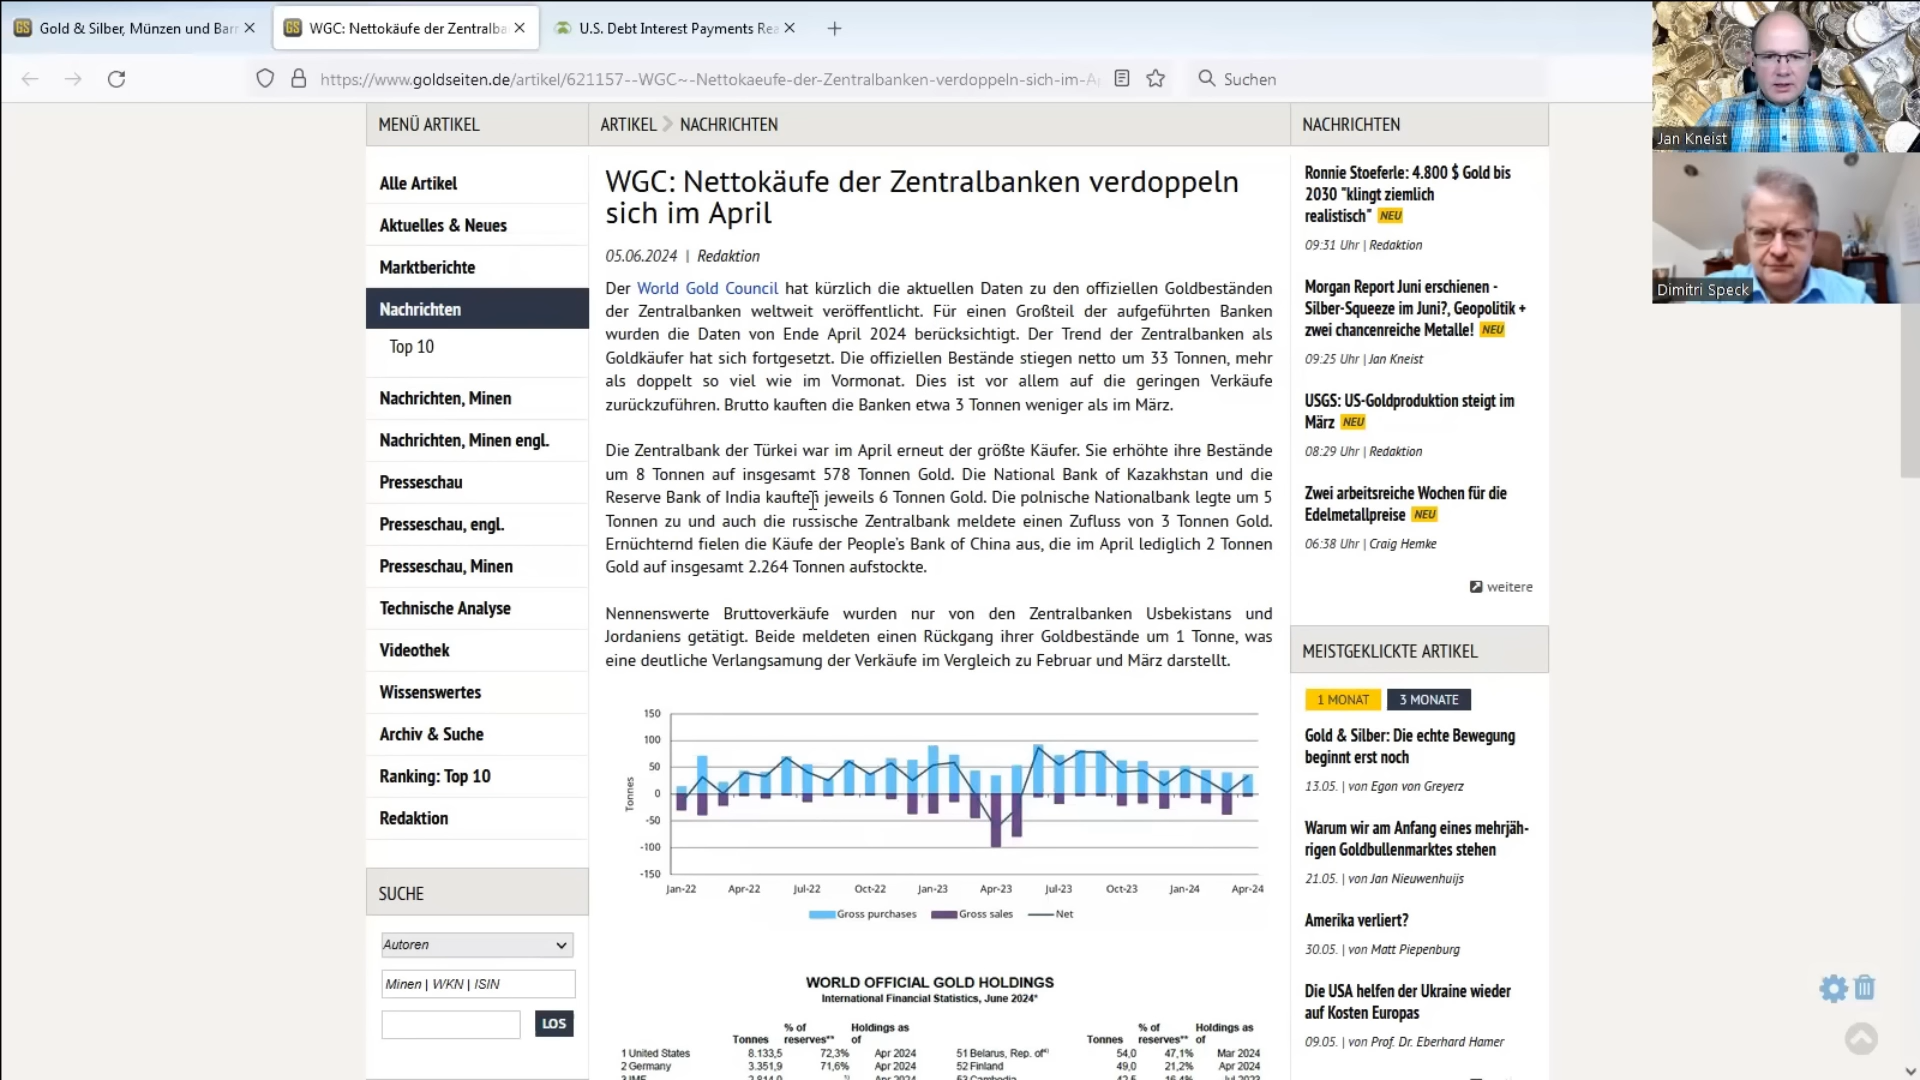 Gold & Silber, Münzen und Barr
WGC: Nettokäufe der Zentralba
U.S. Debt Interest Payments Rea
https://www.goldseiten.de/artikel/621157--WGC~-Nettokaeufe-der-Zentralbanken-verdoppeln-sich-im-A
Suchen
Jan Kneist
Dimitri Speck
MENÜ ARTIKEL
Alle Artikel
Aktuelles & Neues
Marktberichte
Nachrichten
Top 10
Nachrichten, Minen
Nachrichten, Minen engl.
Presseschau
Presseschau, engl.
Presseschau, Minen
Technische Analyse
Videothek
Wissenswertes
Archiv & Suche
Ranking: Top 10
Redaktion
SUCHE
Autoren
Minen | WKN | ISIN
LOS
ARTIKEL NACHRICHTEN
WGC: Nettokäufe der Zentralbanken verdoppeln
sich im April
05.06.2024 | Redaktion
Der World Gold Council hat kürzlich die aktuellen Daten zu den offiziellen Goldbeständen
der Zentralbanken weltweit veröffentlicht. Für einen Großteil der aufgeführten Banken
wurden die Daten von Ende April 2024 berücksichtigt. Der Trend der Zentralbanken als
Goldkäufer hat sich fortgesetzt. Die offiziellen Bestände stiegen netto um 33 Tonnen, mehr
als doppelt so viel wie im Vormonat. Dies ist vor allem auf die geringen Verkäufe
zurückzuführen. Brutto kauften die Banken etwa 3 Tonnen weniger als im März.
Die Zentralbank der Türkei war im April erneut der größte Käufer. Sie erhöhte ihre Bestände
um 8 Tonnen auf insgesamt 578 Tonnen Gold. Die National Bank of Kazakhstan und die
Reserve Bank of India kauften jeweils 6 Tonnen Gold. Die polnische Nationalbank legte um 5
Tonnen zu und auch die russische Zentralbank meldete einen Zufluss von 3 Tonnen Gold.
Ernüchternd fielen die Käufe der People's Bank of China aus, die im April lediglich 2 Tonnen
Gold auf insgesamt 2.264 Tonnen aufstockte.
Nennenswerte Bruttoverkäufe wurden nur von den Zentralbanken Usbekistans und
Jordaniens getätigt. Beide meldeten einen Rückgang ihrer Goldbestände um 1 Tonne, was
eine deutliche Verlangsamung der Verkäufe im Vergleich zu Februar und März darstellt.
Tonnes
150
100
50
0
-50
-100
-150
Jan-22 Apr-22 Jul-22 Oct-22 Jan-23 Apr-23 Jul-23 Oct-23 Jan-24 Apr-24
Gross purchases Gross sales Net
WORLD OFFICIAL GOLD HOLDINGS
International Financial Statistics, June 2024*
Tonnes % of reserves** Holdings as of Tonnes % of reserves** Holdings as of
1 United States 8.133,5 72,3% Apr 2024 51 Belarus, Rep. of 54,0 47,1% Mar 2024
2 Germany 3.351,9 71,6% Apr 2024 52 Finland 49,0 21,2% Apr 2024
3 IMF 2.814,0 Apr 2024 53 Cambodia 42,5 16,4% Jul 2023
NACHRICHTEN
Ronnie Stoeferle: 4.800 $ Gold bis
2030 "klingt ziemlich
realistisch" NEU
09:31 Uhr | Redaktion
Morgan Report Juni erschienen -
Silber-Squeeze im Juni?, Geopolitik +
zwei chancenreiche Metalle! NEU
09:25 Uhr | Jan Kneist
USGS: US-Goldproduktion steigt im
März NEU
08:29 Uhr | Redaktion
Zwei arbeitsreiche Wochen für die
Edelmetallpreise NEU
06:38 Uhr | Craig Hemke
weitere
MEISTGEKLICKTE ARTIKEL
1 MONAT 3 MONATE
Gold & Silber: Die echte Bewegung
beginnt erst noch
13.05. | von Egon von Greyerz
Warum wir am Anfang eines mehrjäh-
rigen Goldbullenmarktes stehen
21.05. | von Jan Nieuwenhuijs
Amerika verliert?
30.05. | von Matt Piepenburg
Die USA helfen der Ukraine wieder
auf Kosten Europas
09.05. | von Prof. Dr. Eberhard Hamer